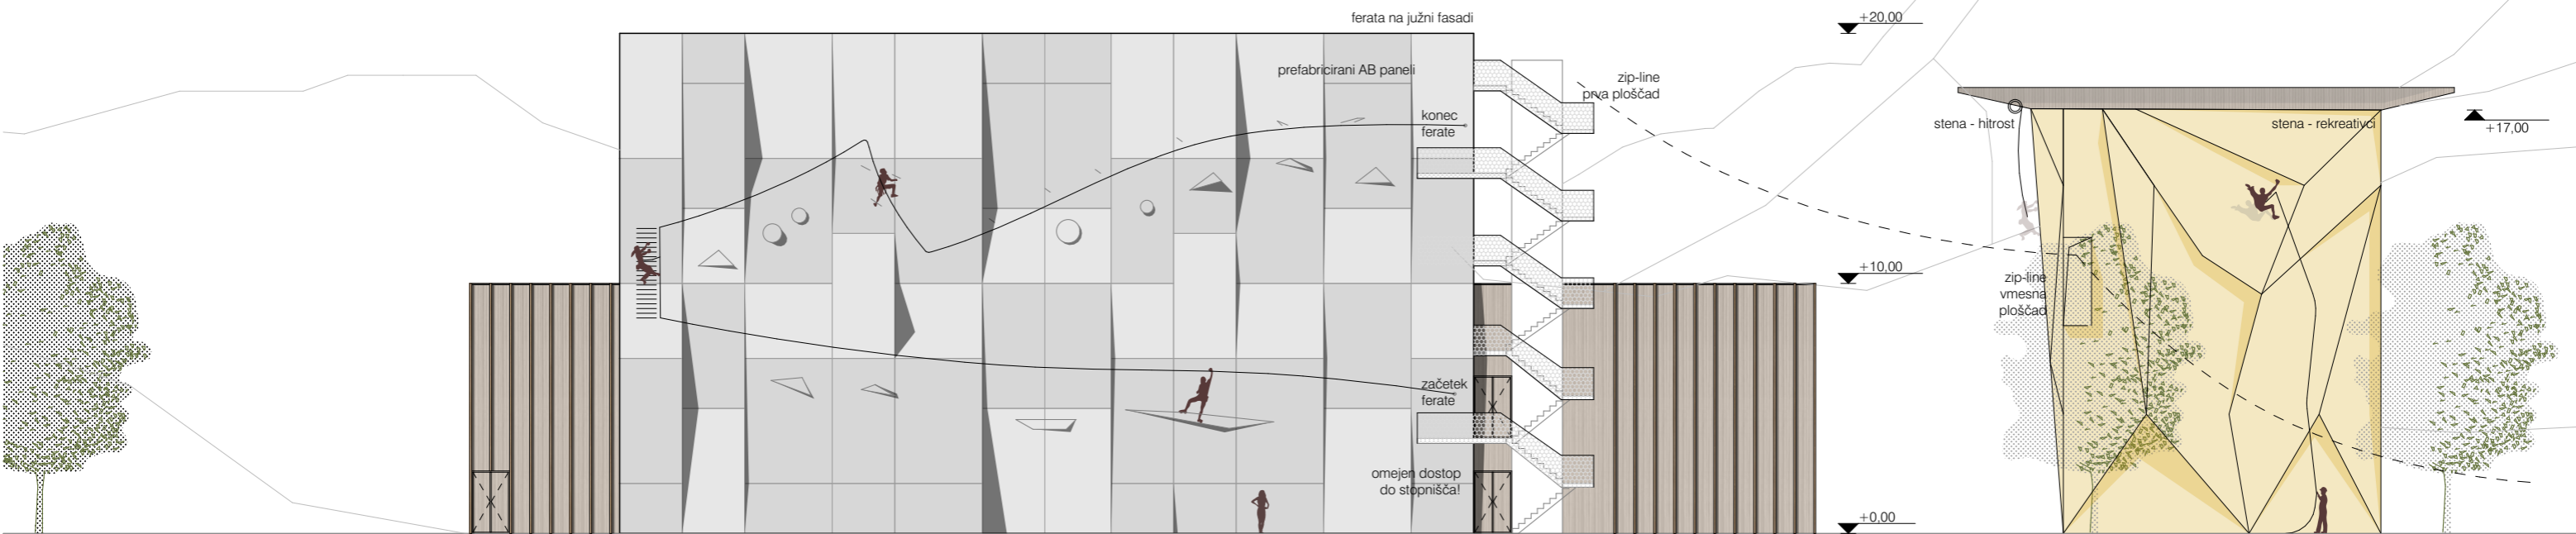 ferata na južni fasadi
+20,00
prefabricirani AB paneli
zip-line
prva ploščad
konec
ferate
stena - hitrost
stena - rekreativci
+17,00
+10,00
zip-line
vmesna
ploščad
začetek
ferate
omejen dostop
do stopnišča!
+0,00